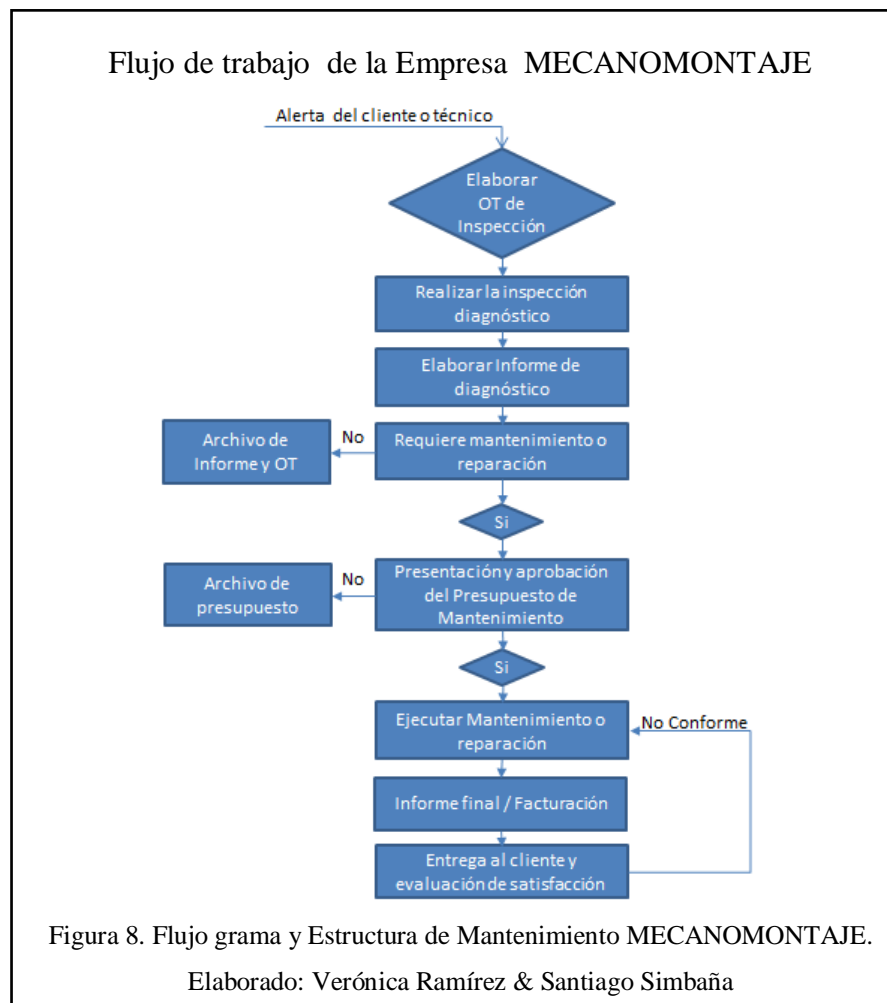 Flujo de trabajo de la Empresa MECANOMONTAJE
Alerta del cliente o técnico
Elaborar
OT de
Inspección
Realizar la inspección
diagnóstico
Elaborar Informe de
diagnóstico
Archivo de
Informe y OT
No
Requiere mantenimiento o
reparación
Si
Archivo de
presupuesto
No
Presentación y aprobación
del Presupuesto de
Mantenimiento
Si
Ejecutar Mantenimiento o
reparación
No Conforme
Informe final / Facturación
Entrega al cliente y
evaluación de satisfacción
Figura 8. Flujo grama y Estructura de Mantenimiento MECANOMONTAJE.
Elaborado: Verónica Ramírez & Santiago Simbaña